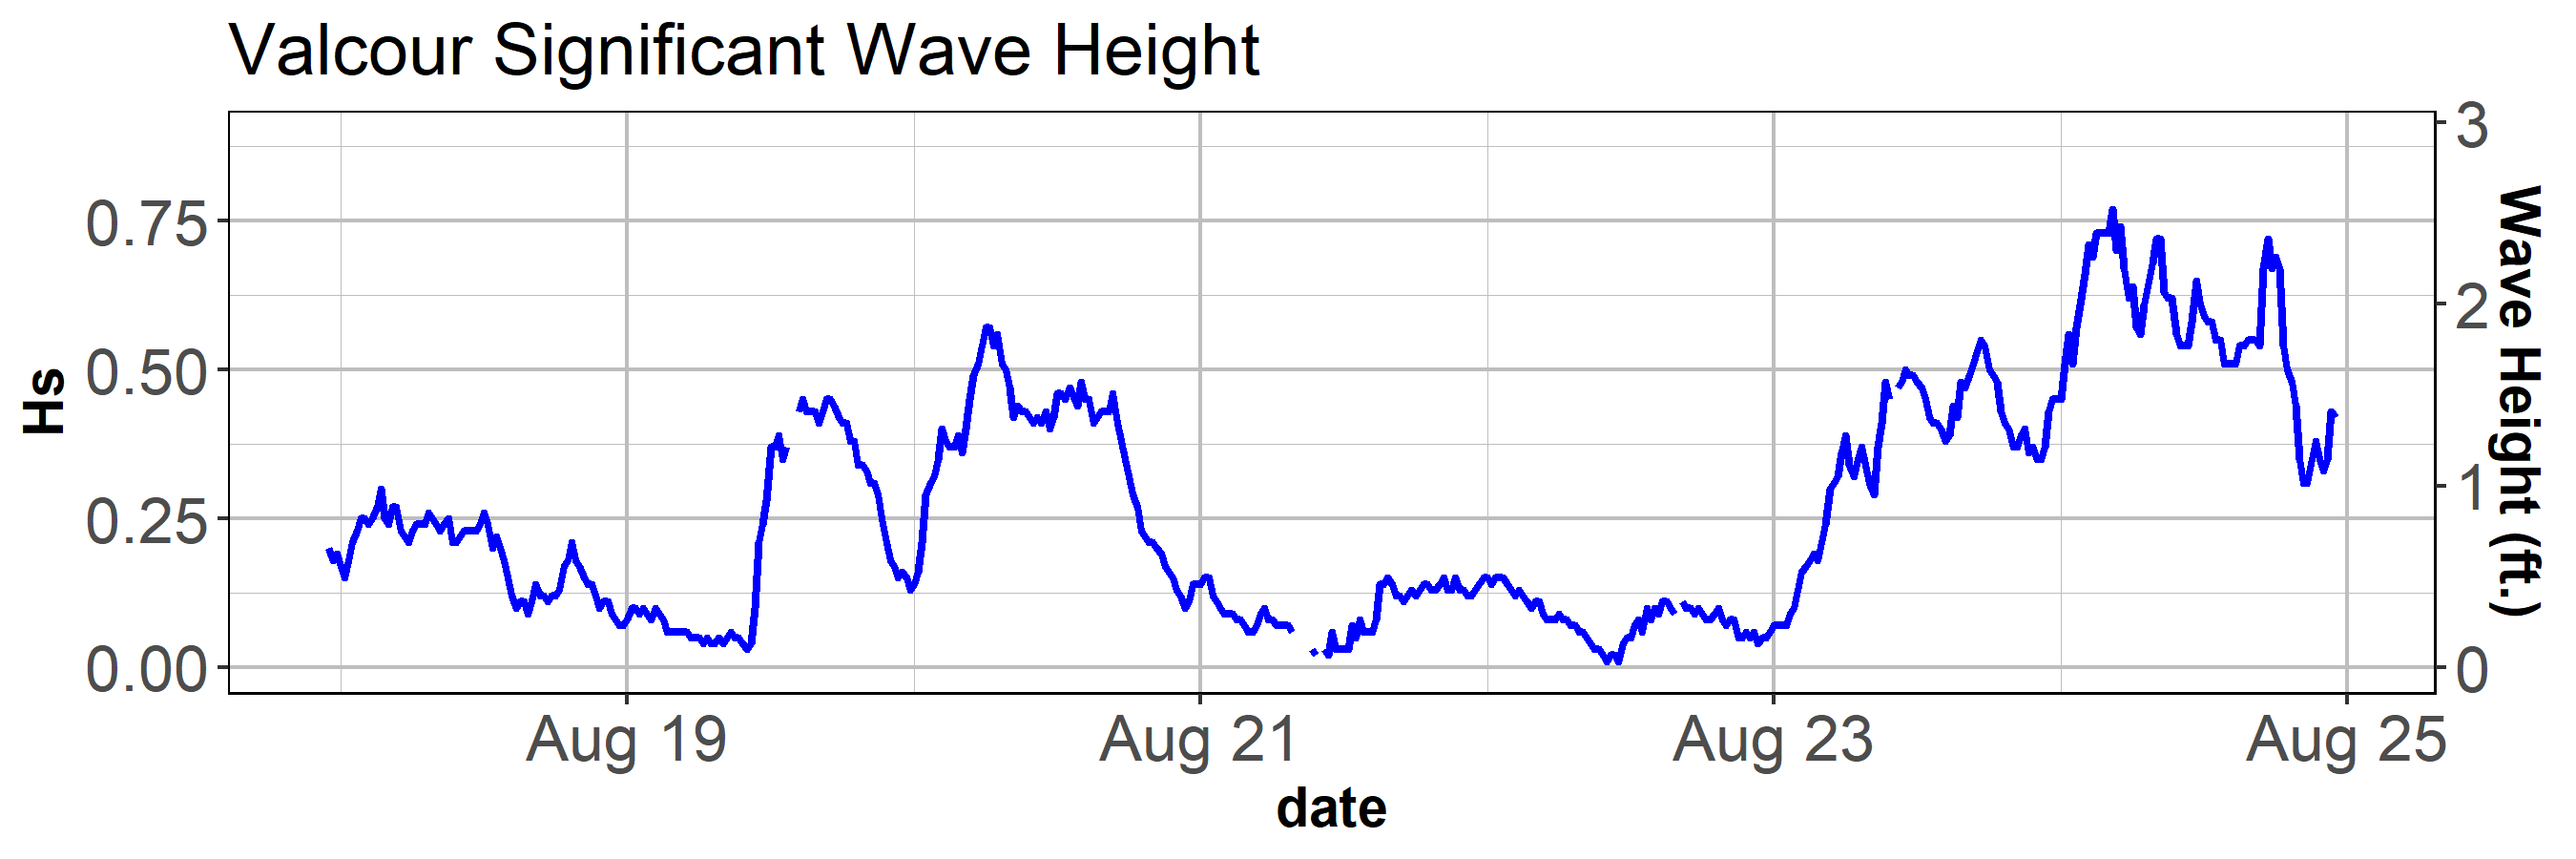 Valcour Significant Wave Height
Hs
0.75
0.50
0.25
0.00
3
2
1
0
Wave Height (ft.)
Aug 19
Aug 21
Aug 23
Aug 25
date